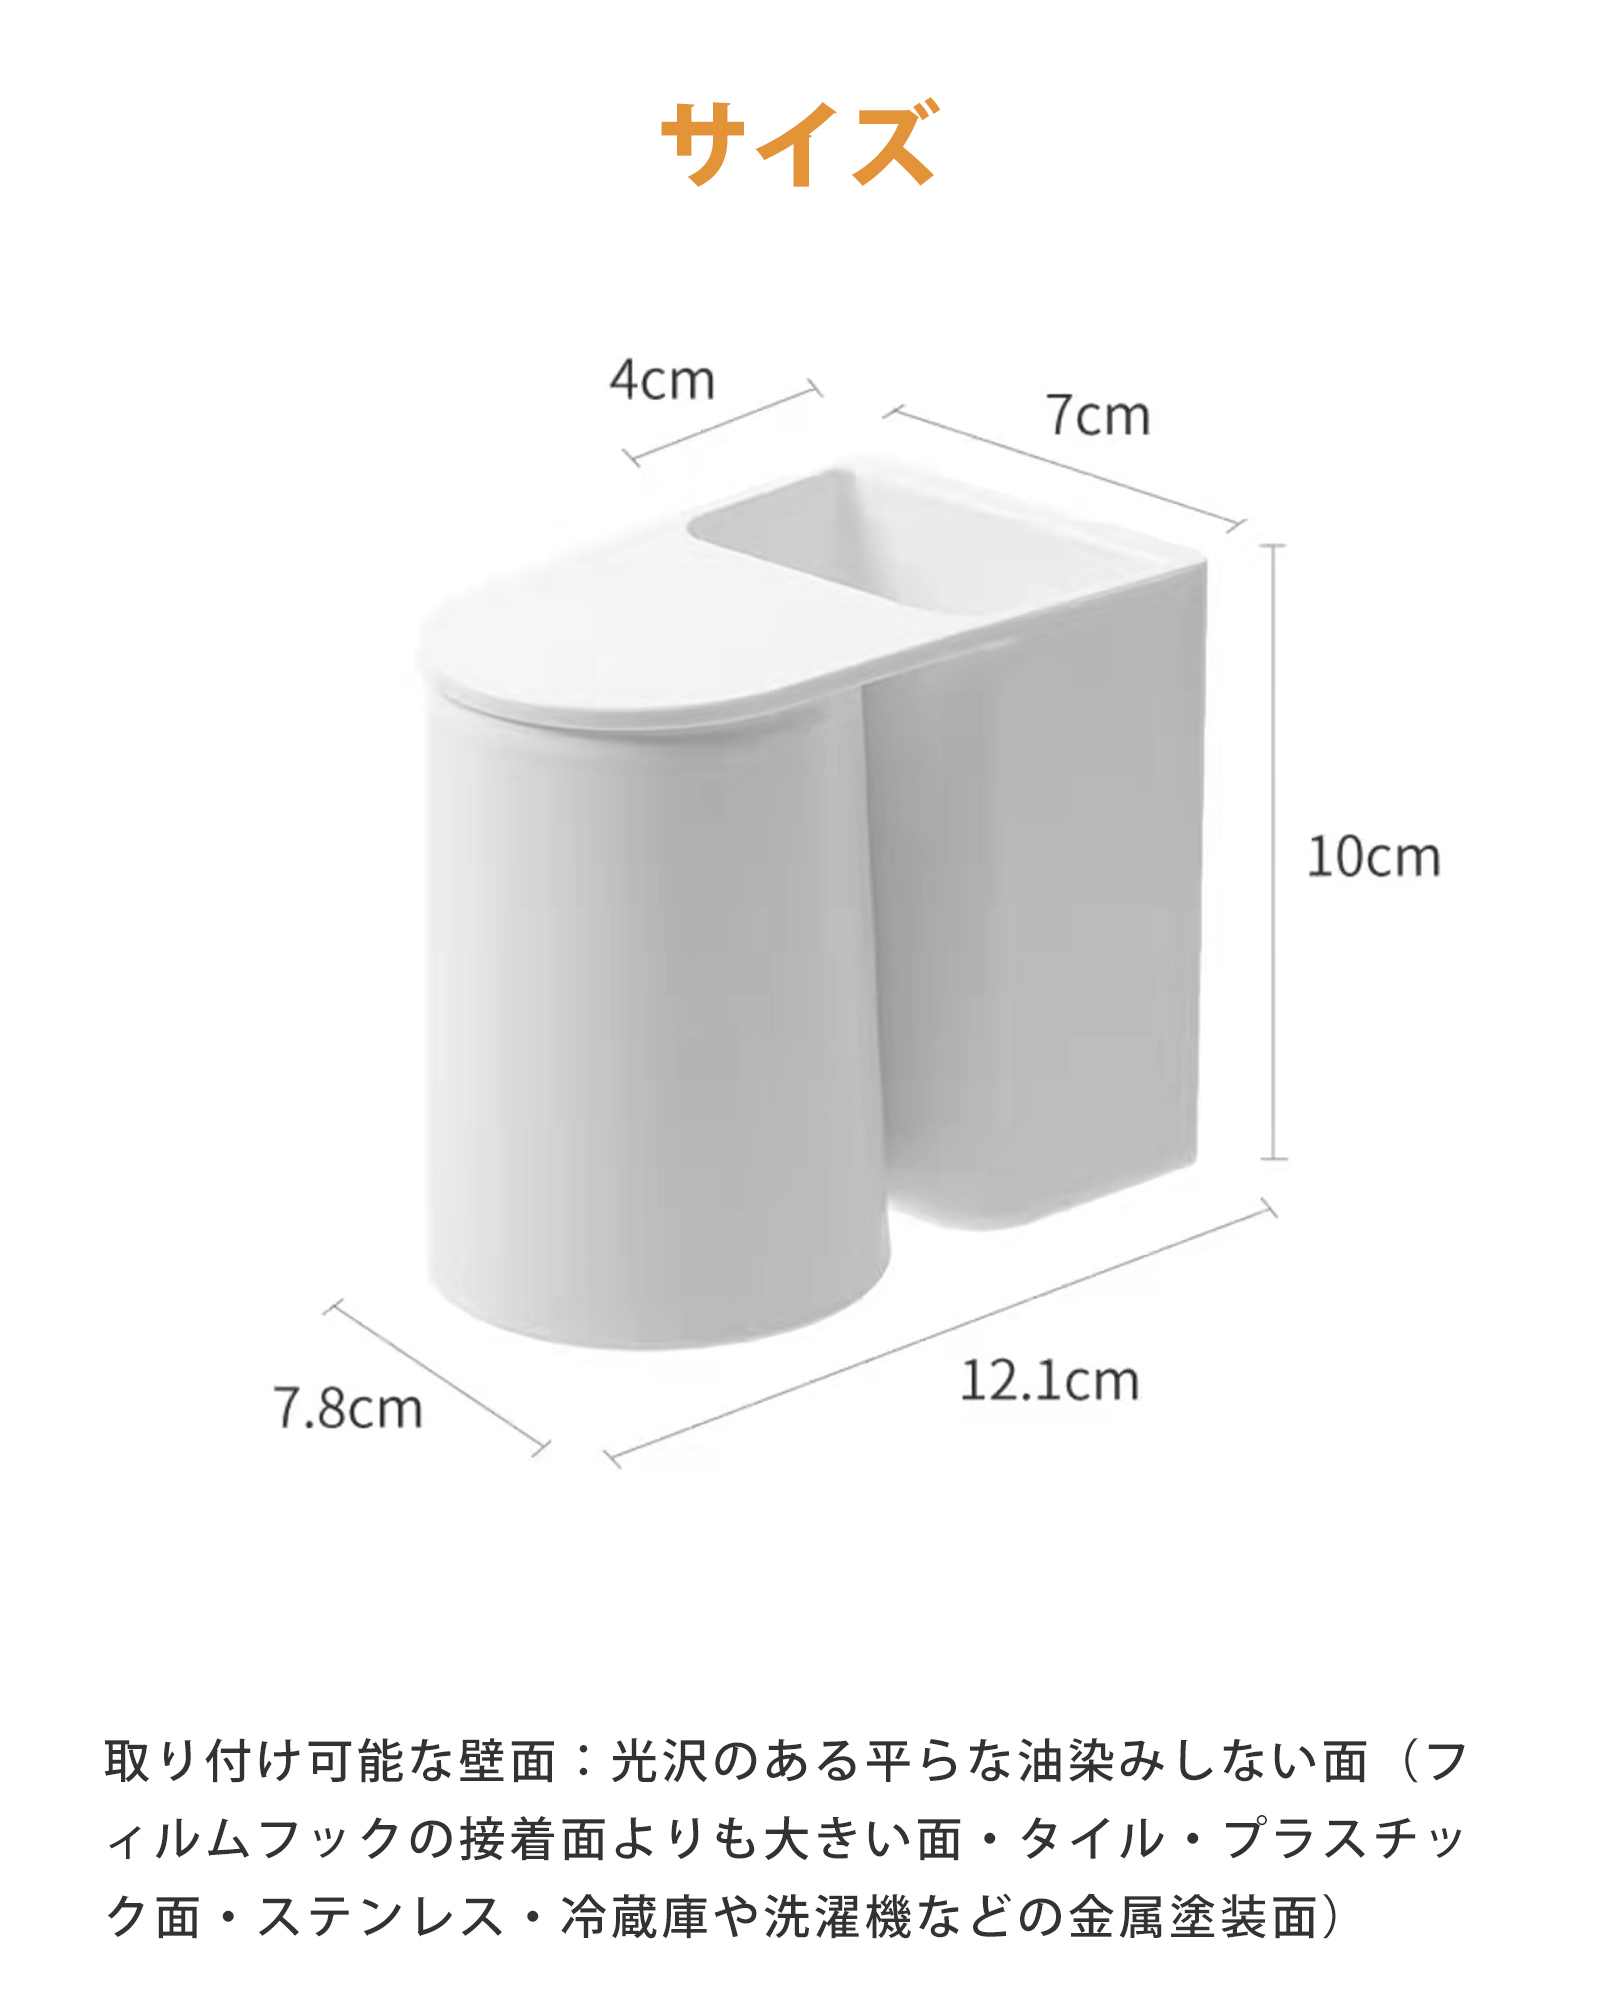 サイズ
4cm
7cm
10cm
12.1cm
7.8cm
取り付け可能な壁面：光沢のある平らな油染みしない面（フ
ィルムフックの接着面よりも大きい面・タイル・プラスチッ
ク面・ステンレス・冷蔵庫や洗濯機などの金属塗装面）